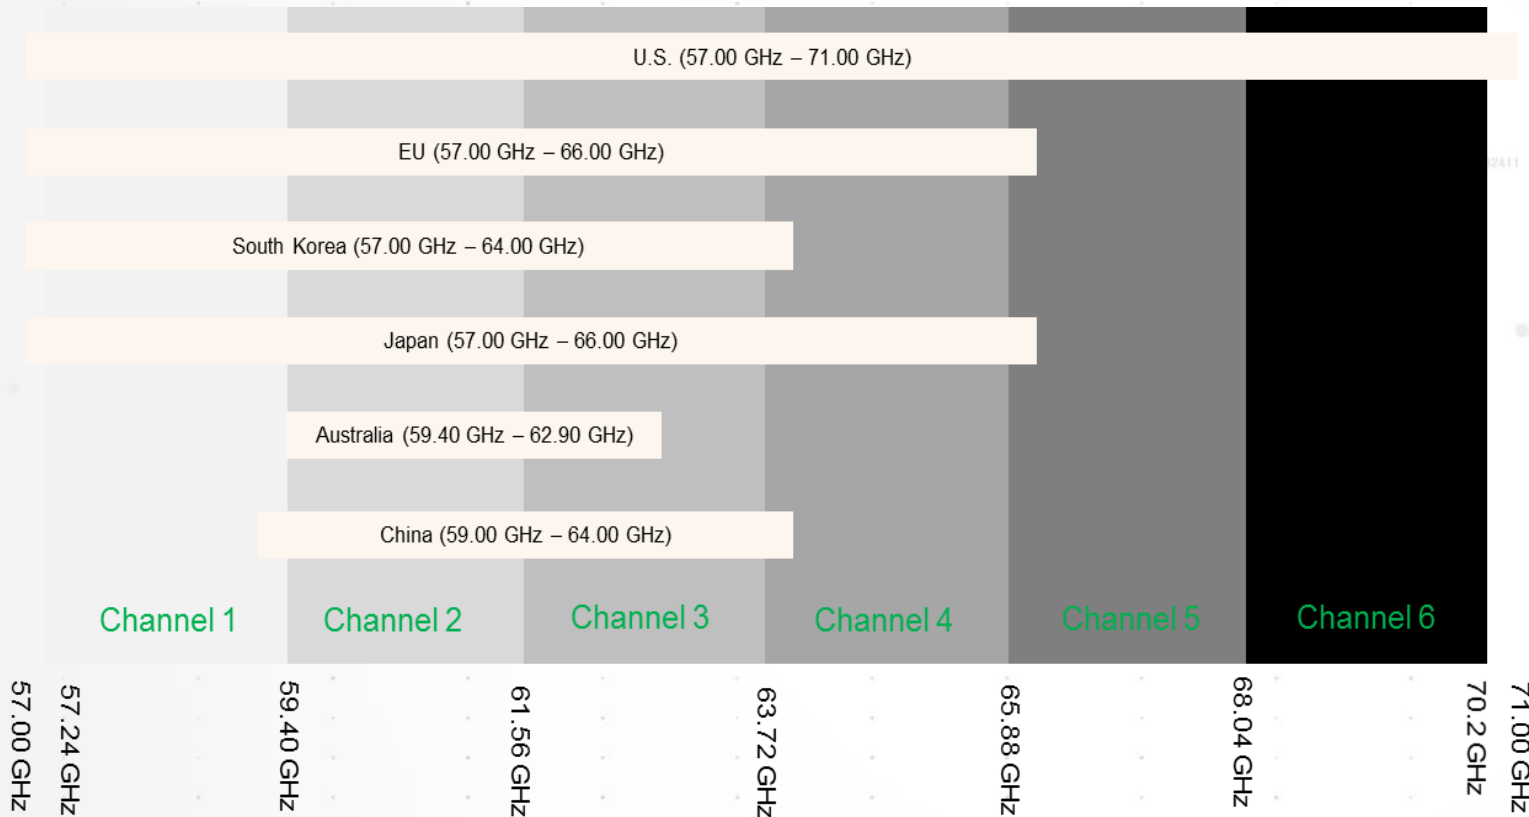 U.S. (57.00 GHz – 71.00 GHz)
EU (57.00 GHz – 66.00 GHz)
South Korea (57.00 GHz – 64.00 GHz)
Japan (57.00 GHz – 66.00 GHz)
Australia (59.40 GHz – 62.90 GHz)
China (59.00 GHz – 64.00 GHz)
Channel 1
Channel 2
Channel 3
Channel 4
Channel 5
Channel 6
57.00 GHz
57.24 GHz
59.40 GHz
61.56 GHz
63.72 GHz
65.88 GHz
68.04 GHz
70.2 GHz
71.00 GHz